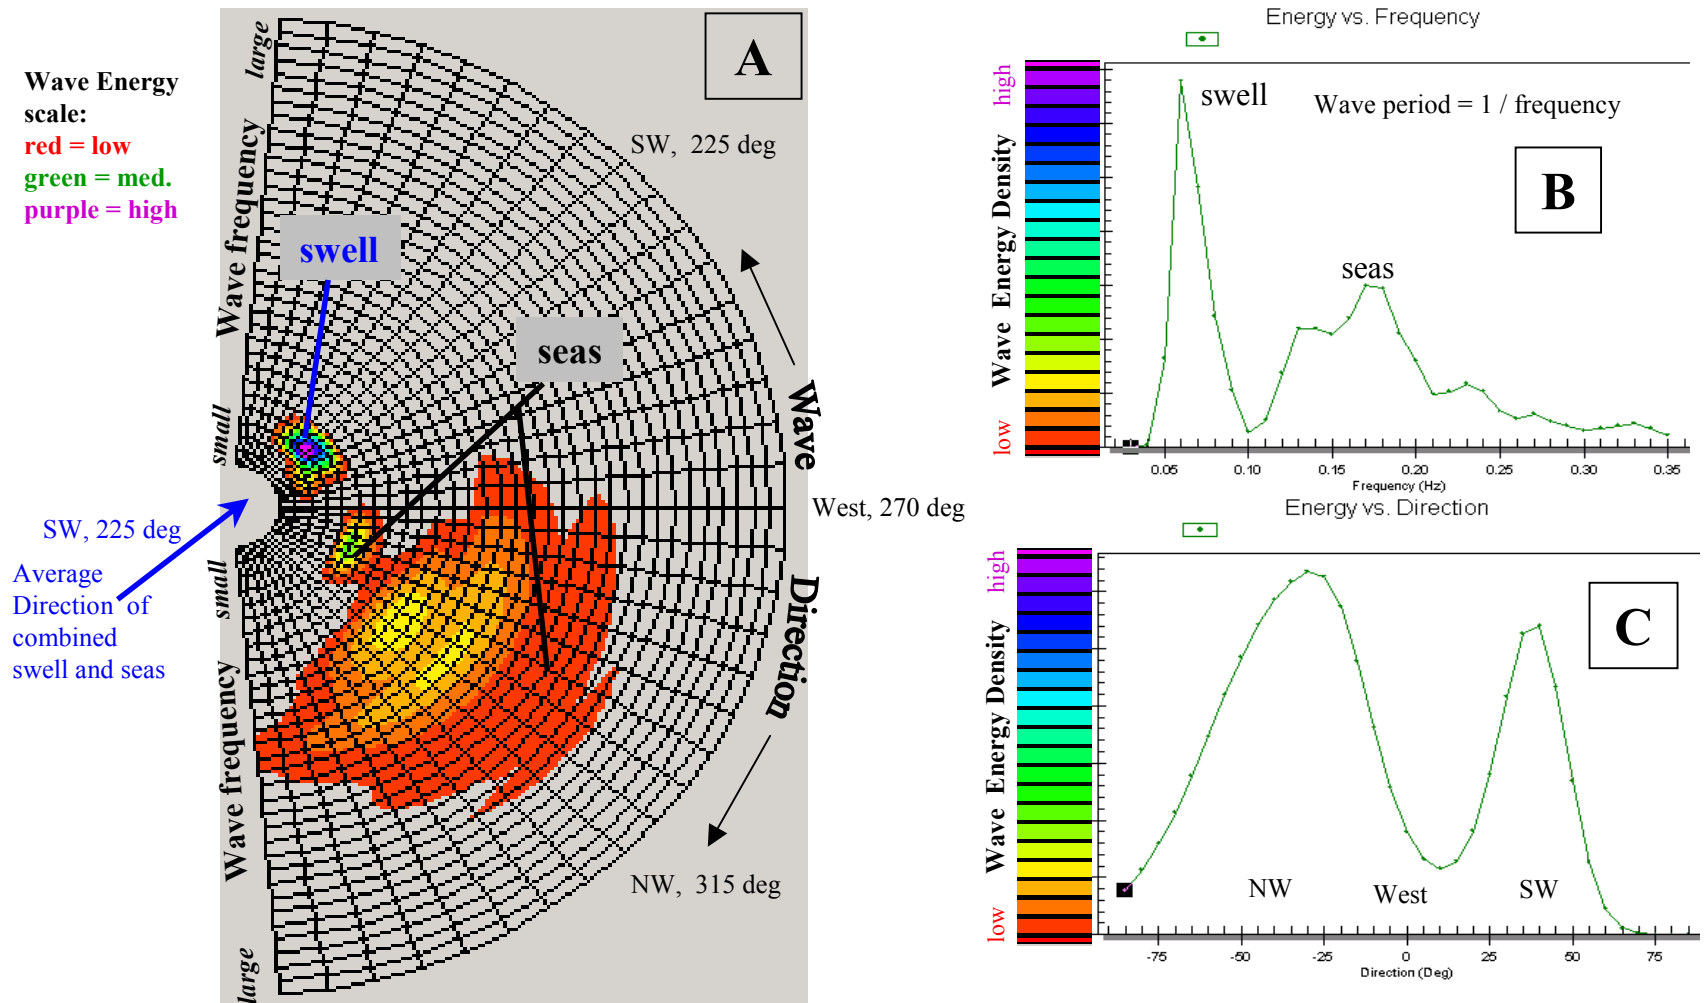 Wave Energy
scale:
red = low
green = med.
purple = high
large
Wave frequency
small
small
Wave frequency
large
A
SW, 225 deg
swell
seas
Wave
Direction
West, 270 deg
NW, 315 deg
SW, 225 deg
Average
Direction of
combined
swell and seas
Energy vs. Frequency
high
Wave Energy Density
low
swell
Wave period = 1 / frequency
B
seas
0.05 0.10 0.15 0.20 0.25 0.30 0.35
Frequency (Hz)
Energy vs. Direction
high
Wave Energy Density
low
C
NW
West
SW
-75 -50 -25 0 25 50 75
Direction (Deg)